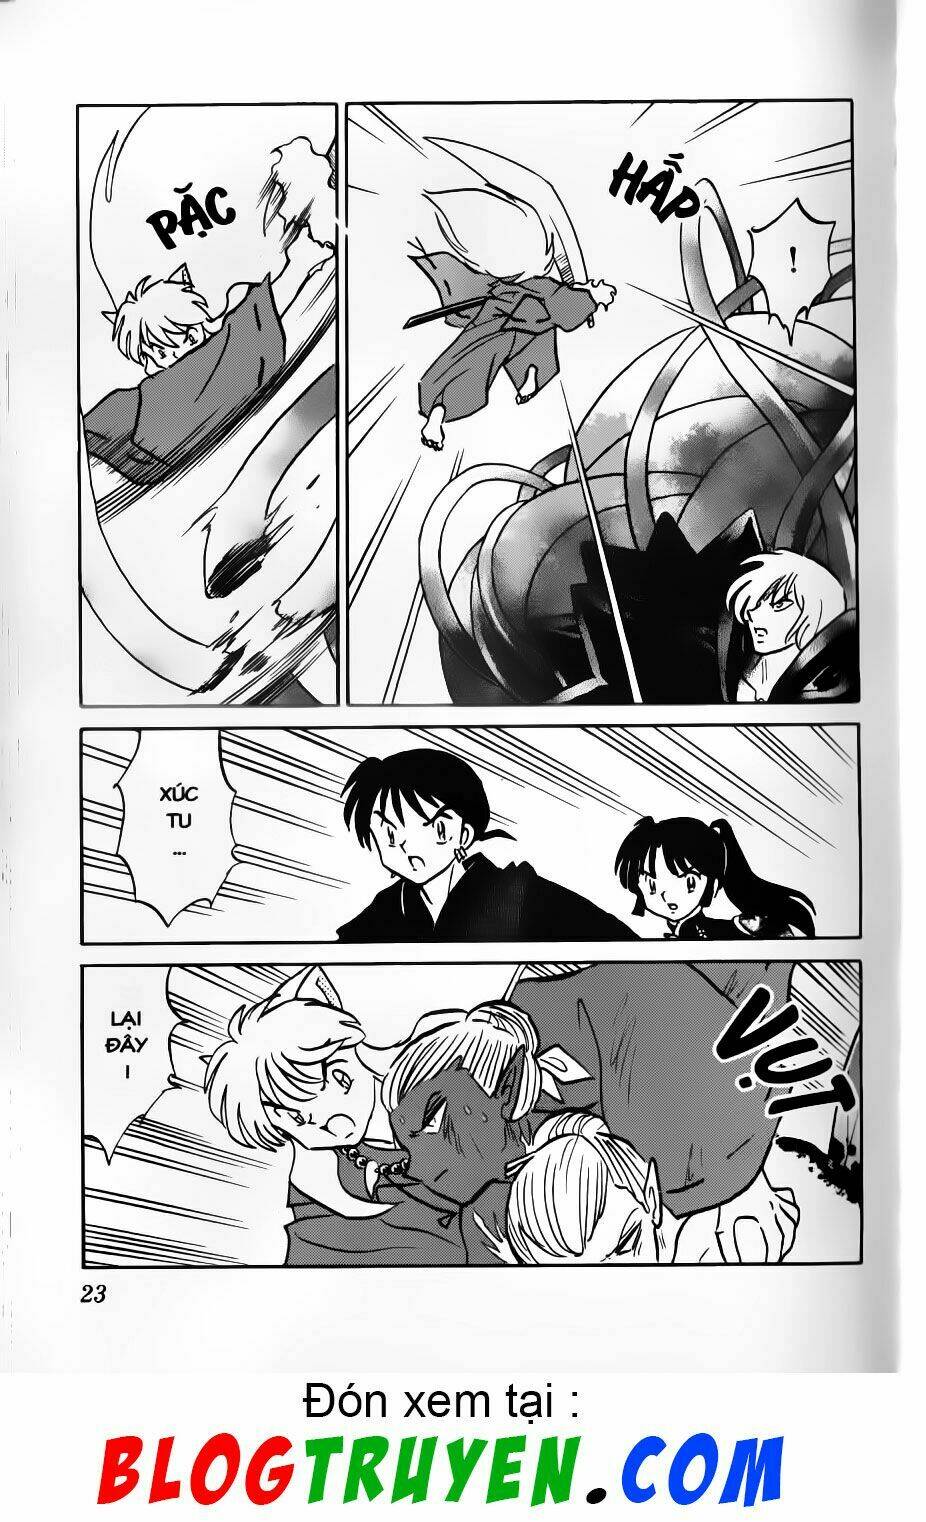 PẶC
HẤP
!
XÚC
TU
...
LẠI
ĐÂY
!
VỤT
23
Đón xem tại :
BLOGTRUYEN.COM